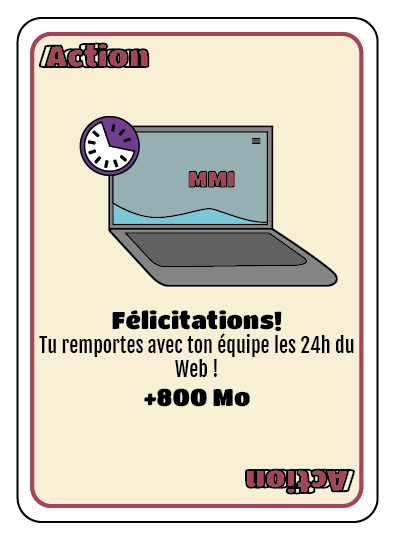 Action
MMI
Félicitations!
Tu remportes avec ton équipe les 24h du
Web !
+800 Mo
Action